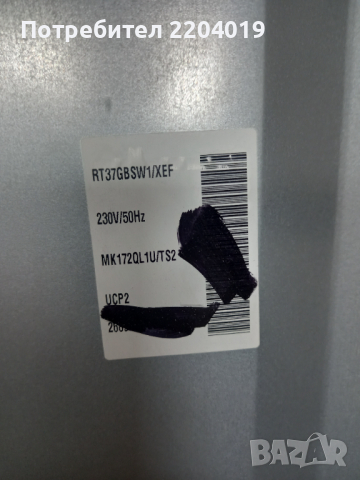 Потребител 2204019
RT37GBSW1/XEF
230V/50Hz
MK172QL1U/TS2
UCP2
BAZAR